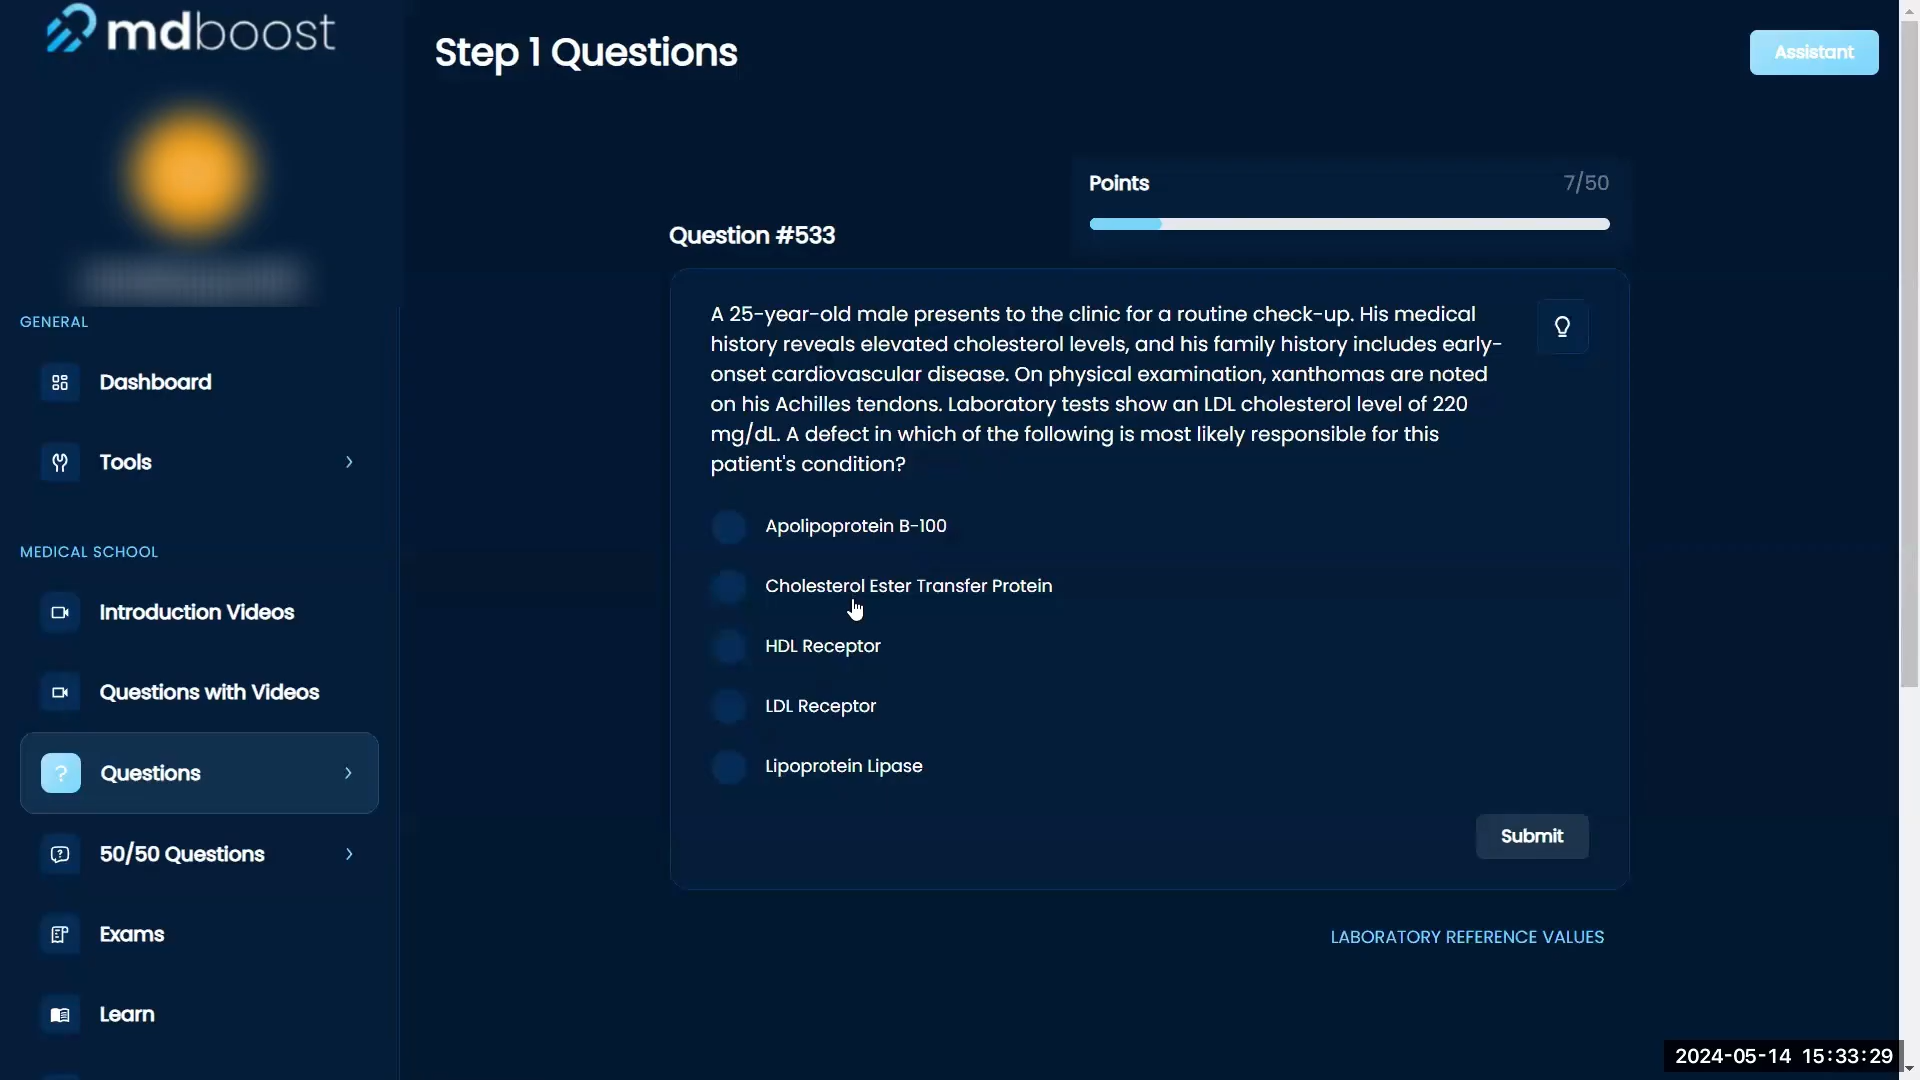 mdboost
Step 1 Questions
Assistant
Points
7/50
Question #533
A 25-year-old male presents to the clinic for a routine check-up. His medical
history reveals elevated cholesterol levels, and his family history includes early-
onset cardiovascular disease. On physical examination, xanthomas are noted
on his Achilles tendons. Laboratory tests show an LDL cholesterol level of 220
mg/dL. A defect in which of the following is most likely responsible for this
patient's condition?
Apolipoprotein B-100
Cholesterol Ester Transfer Protein
HDL Receptor
LDL Receptor
Lipoprotein Lipase
Submit
LABORATORY REFERENCE VALUES
GENERAL
Dashboard
Tools
MEDICAL SCHOOL
Introduction Videos
Questions with Videos
Questions
50/50 Questions
Exams
Learn
2024-05-14 15:33:29